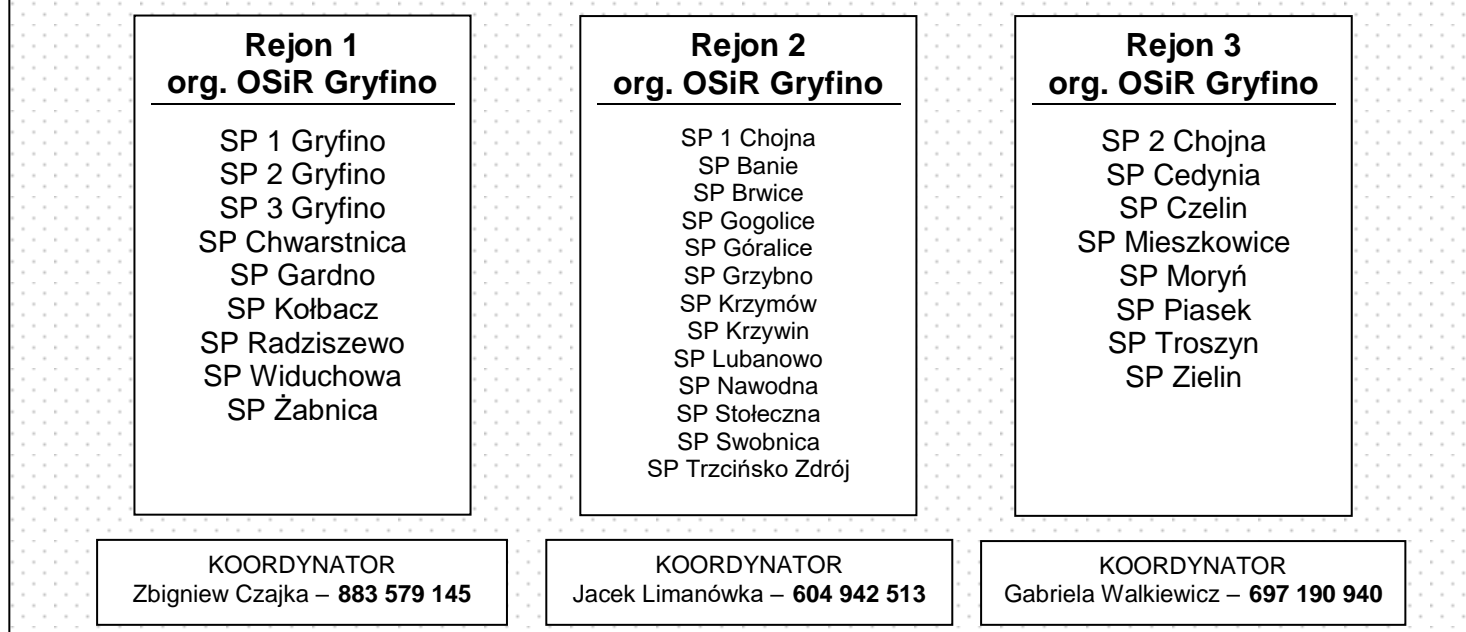 Rejon 1
org. OSiR Gryfino
SP 1 Gryfino
SP 2 Gryfino
SP 3 Gryfino
SP Chwarstnica
SP Gardno
SP Kołbacz
SP Radziszewo
SP Widuchowa
SP Żabnica
KOORDYNATOR
Zbigniew Czajka – 883 579 145
Rejon 2
org. OSiR Gryfino
SP 1 Chojna
SP Banie
SP Brwice
SP Gogolice
SP Góralice
SP Grzybno
SP Krzymów
SP Krzywin
SP Lubanowo
SP Nawodna
SP Stołeczna
SP Swobnica
SP Trzcińsko Zdrój
KOORDYNATOR
Jacek Limanówka – 604 942 513
Rejon 3
org. OSiR Gryfino
SP 2 Chojna
SP Cedynia
SP Czelin
SP Mieszkowice
SP Moryń
SP Piasek
SP Troszyn
SP Zielin
KOORDYNATOR
Gabriela Walkiewicz – 697 190 940